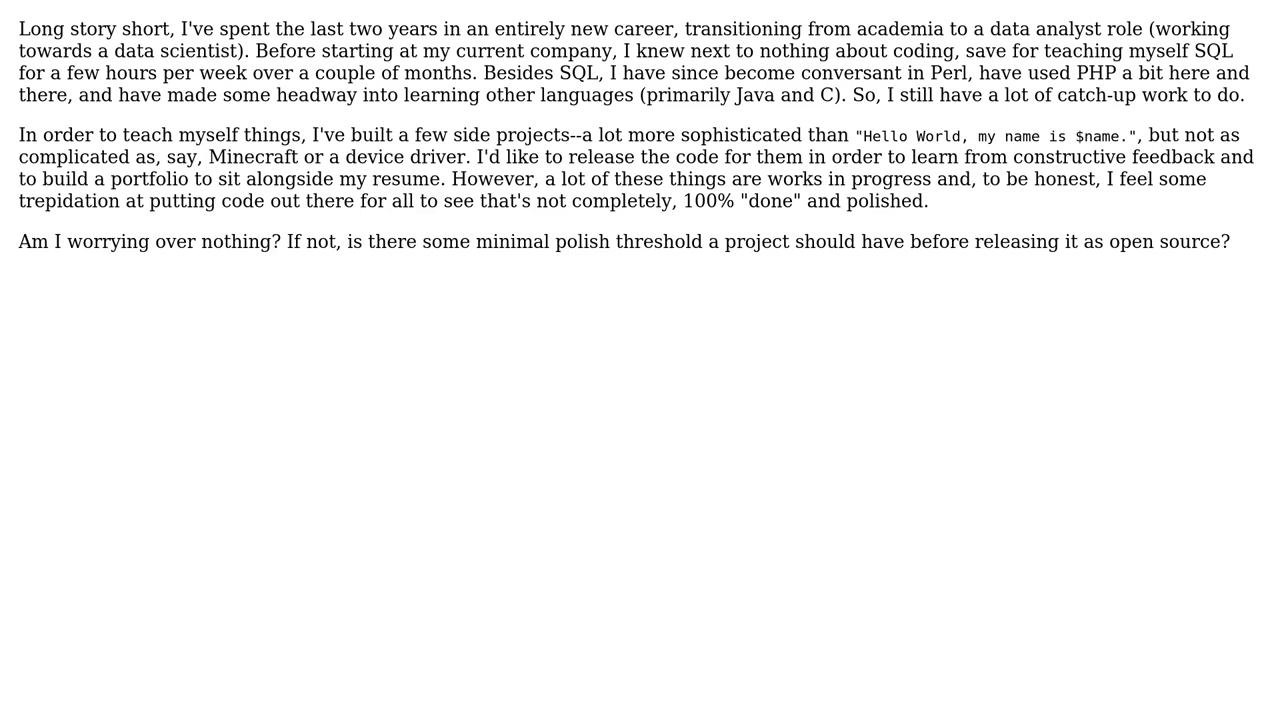 Long story short, I've spent the last two years in an entirely new career, transitioning from academia to a data analyst role (working
towards a data scientist). Before starting at my current company, I knew next to nothing about coding, save for teaching myself SQL
for a few hours per week over a couple of months. Besides SQL, I have since become conversant in Perl, have used PHP a bit here and
there, and have made some headway into learning other languages (primarily Java and C). So, I still have a lot of catch-up work to do.
In order to teach myself things, I've built a few side projects--a lot more sophisticated than "Hello World, my name is $name.", but not as
complicated as, say, Minecraft or a device driver. I'd like to release the code for them in order to learn from constructive feedback and
to build a portfolio to sit alongside my resume. However, a lot of these things are works in progress and, to be honest, I feel some
trepidation at putting code out there for all to see that's not completely, 100% "done" and polished.
Am I worrying over nothing? If not, is there some minimal polish threshold a project should have before releasing it as open source?